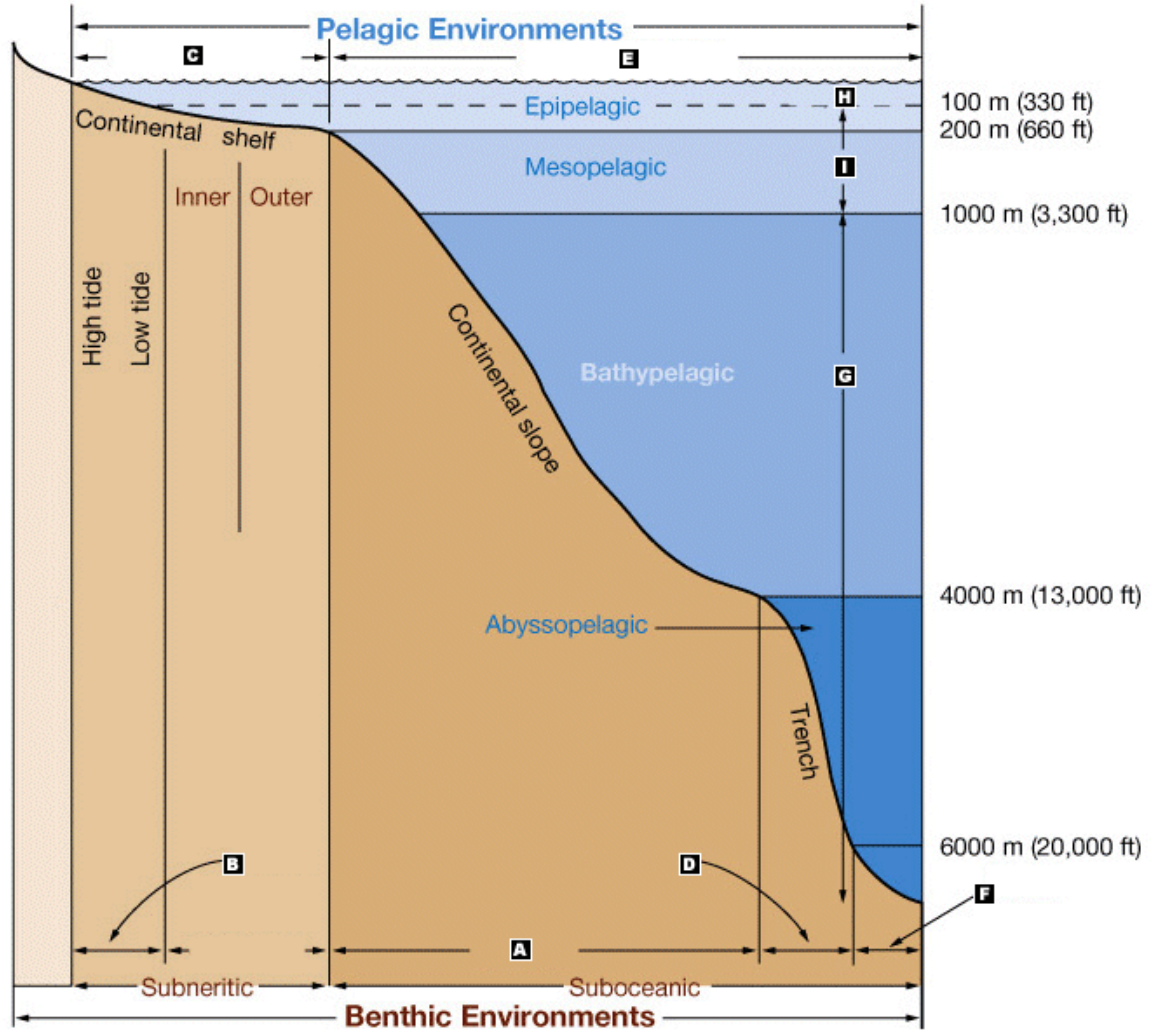 Pelagic Environments
C
E
H
Epipelagic
100 m (330 ft)
Continental shelf
200 m (660 ft)
Mesopelagic
I
Inner
Outer
1000 m (3,300 ft)
High tide
Low tide
Continental slope
Bathypelagic
G
4000 m (13,000 ft)
Abyssopelagic
Trench
6000 m (20,000 ft)
B
D
F
A
Subneritic
Suboceanic
Benthic Environments